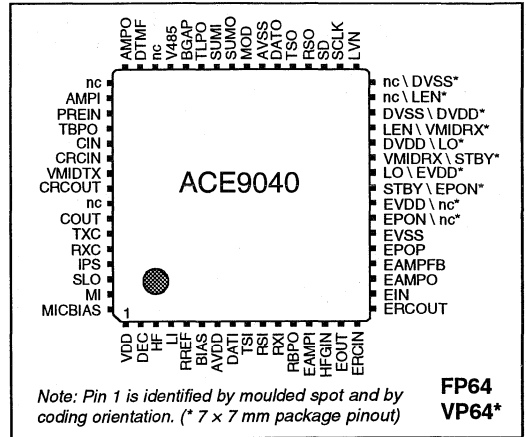 AMPO
DTMF
nc
V485
BGAP
TLPO
SUMI
SUMO
MOD
AVSS
DATO
TSO
RSO
SD
SCLK
LVN
nc
AMPI
PREIN
TBPO
CIN
CRCIN
VMIDTX
CRCOUT
nc
COUT
TXC
RXC
IPS
SLO
MI
MICBIAS
ACE9040
1
nc \ DVSS*
nc \ LEN*
DVSS \ DVDD*
LEN \ VMIDRX*
DVDD \ LO*
VMIDRX \ STBY*
LO \ EVDD*
STBY \ EPON*
EVDD \ nc*
EPON \ nc*
EVSS
EPOP
EAMPFB
EAMPO
EIN
ERCOUT
VDD
DEC
HF
LI
RREF
BIAS
AVDD
DATI
TSI
RSI
RXI
RBPO
EAMPI
HFGIN
EOUT
ERCIN
Note: Pin 1 is identified by moulded spot and by
coding orientation. (* 7 × 7 mm package pinout)
FP64
VP64*